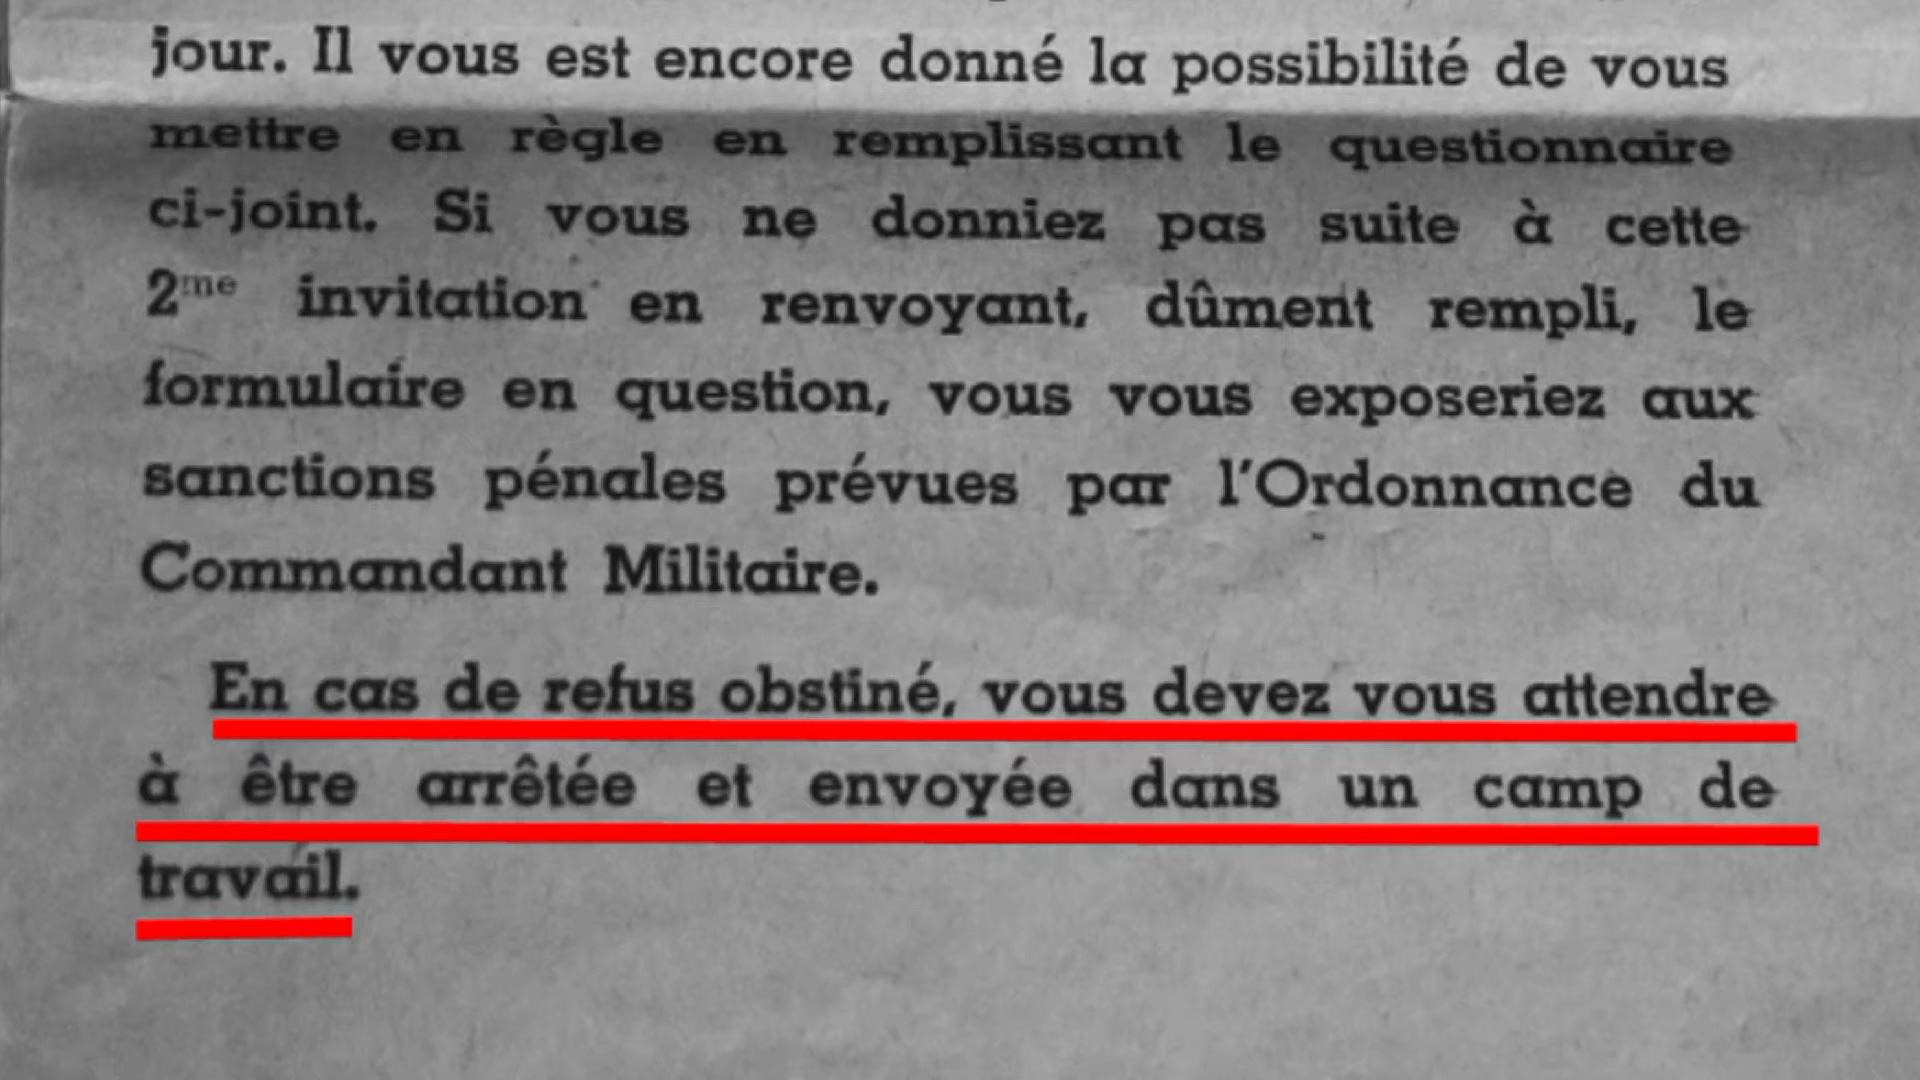 jour. Il vous est encore donné la possibilité de vous
mettre en règle en remplissant le questionnaire
ci-joint. Si vous ne donniez pas suite à cette
2me invitation en renvoyant, dûment rempli, le
formulaire en question, vous vous exposeriez aux
sanctions pénales prévues par l'Ordonnance du
Commandant Militaire.
En cas de refus obstiné, vous devez vous attendre
à être arrêtée et envoyée dans un camp de
travail.